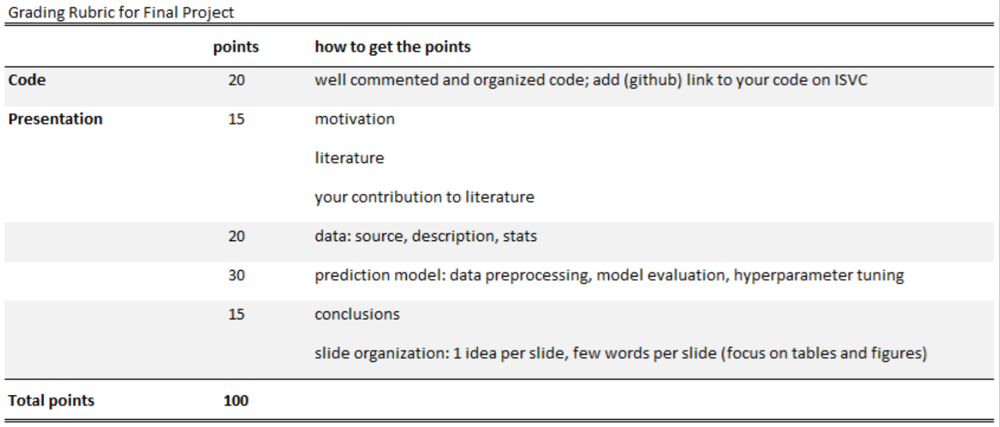 Grading Rubric for Final Project
points how to get the points
Code 20 well commented and organized code; add (github) link to your code on ISVC
Presentation 15 motivation
literature
your contribution to literature
20 data: source, description, stats
30 prediction model: data preprocessing, model evaluation, hyperparameter tuning
15 conclusions
slide organization: 1 idea per slide, few words per slide (focus on tables and figures)
Total points 100